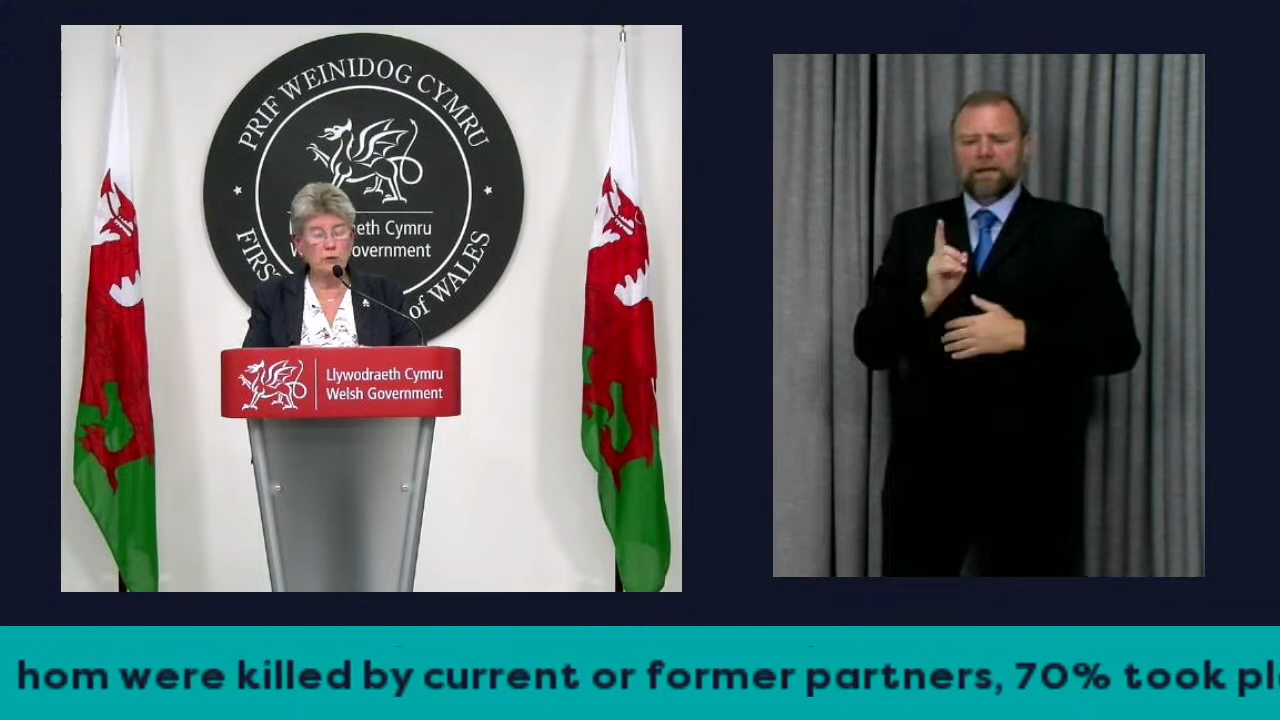 PRIF WEINIDOG CYMRU
eth Cymru
overnment
FIRS
of WALES
Llywodraeth Cymru
Welsh Government
hom were killed by current or former partners, 70% took pl